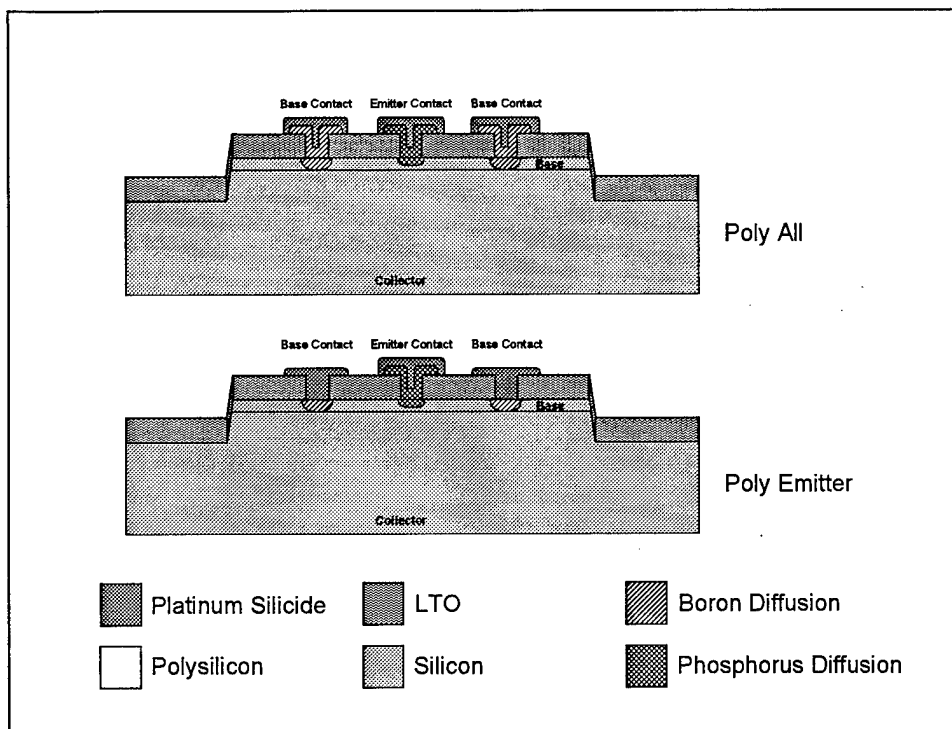 Base Contact Emitter Contact Base Contact
Base
Poly All
Collector
Base Contact Emitter Contact Base Contact
Base
Poly Emitter
Collector
Platinum Silicide LTO Boron Diffusion
Polysilicon Silicon Phosphorus Diffusion